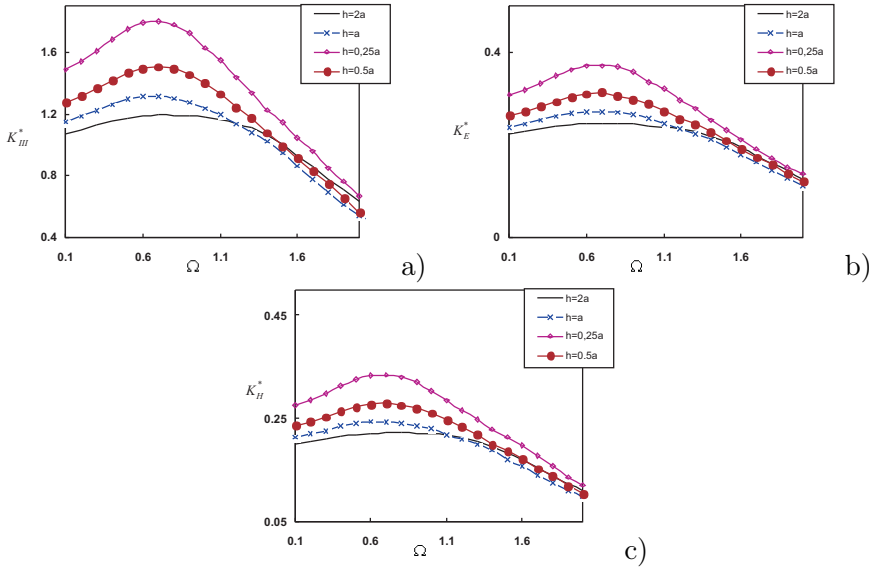 h=2a
h=a
h=0,25a
h=0.5a
1.6
1.2
0.8
0.4
K*III
0.1
0.6
1.1
1.6
Ω
a)
h=2a
h=a
h=0,25a
h=0.5a
0.4
0
K*E
0.1
0.6
1.1
1.6
Ω
b)
h=2a
h=a
h=0,25a
h=0.5a
0.45
0.25
0.05
K*H
0.1
0.6
1.1
1.6
Ω
c)